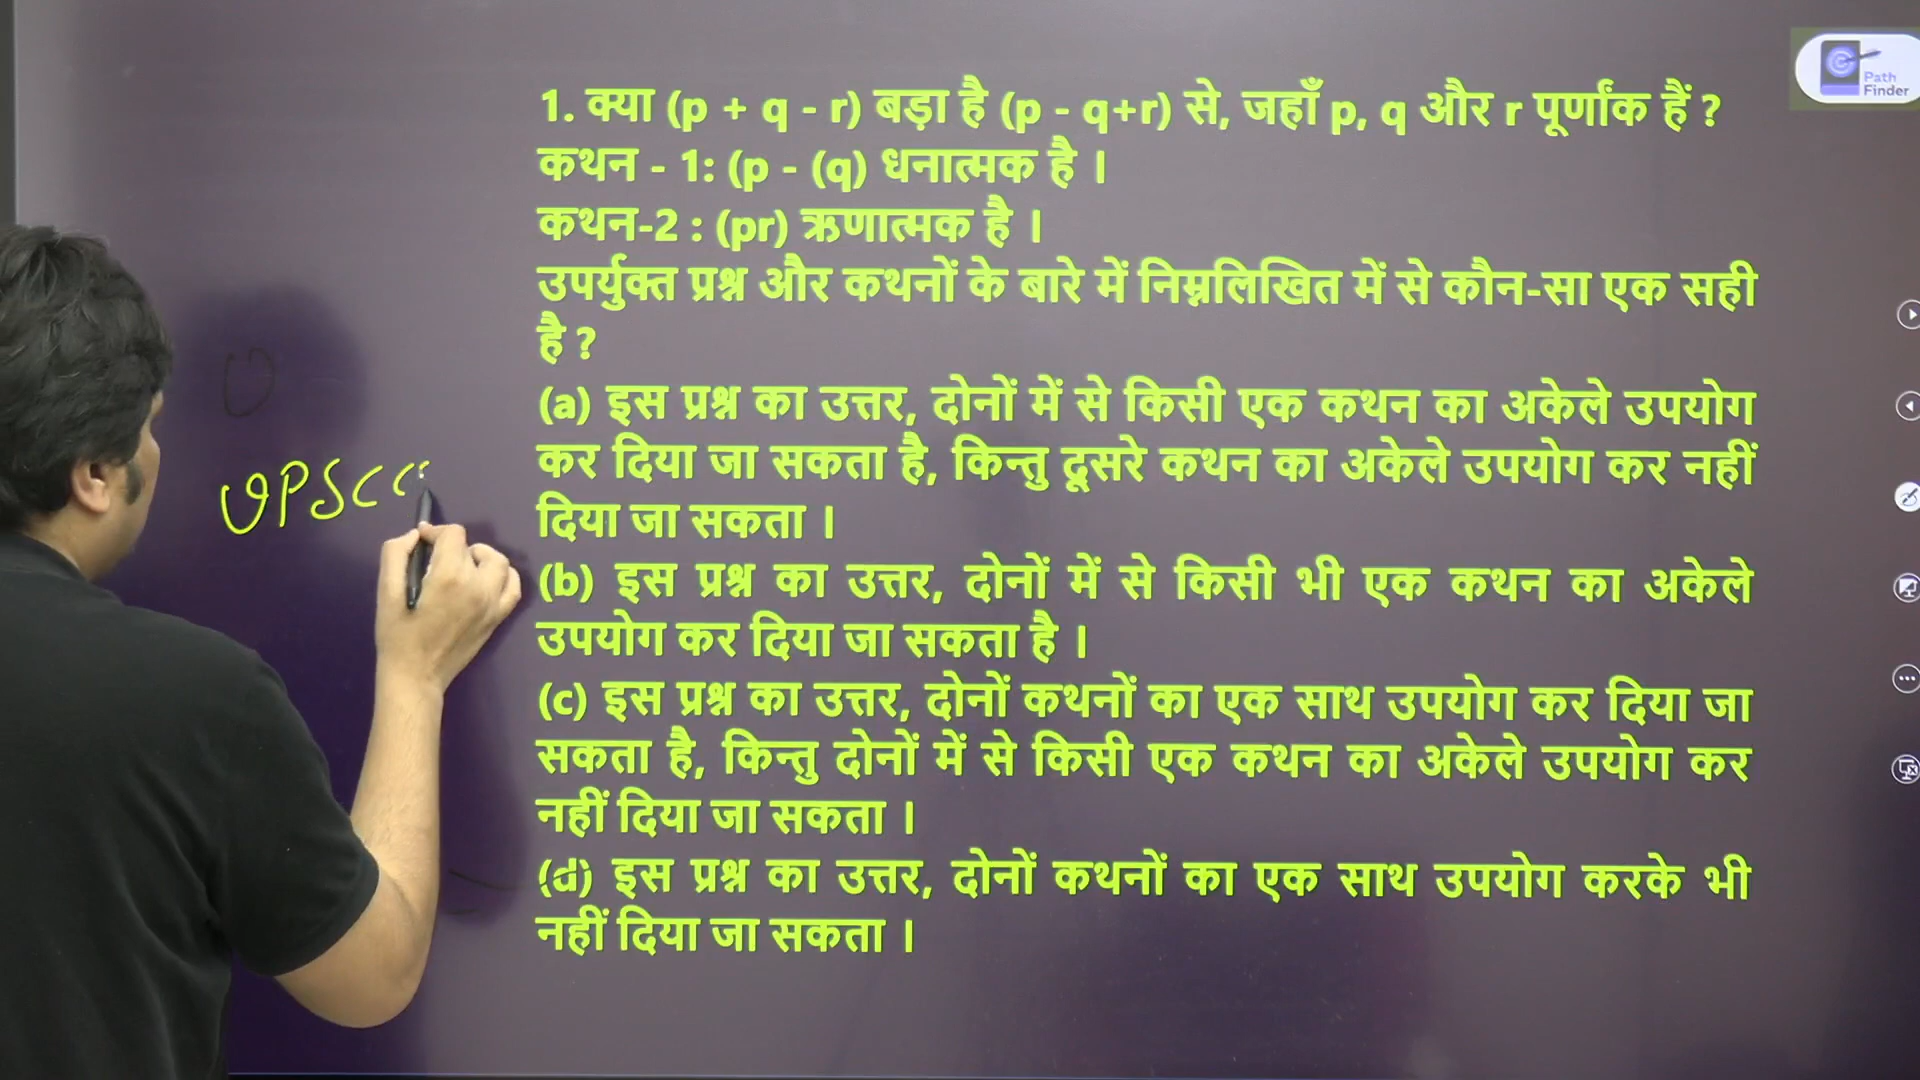 Path
Finder
1. क्या (p + q - r) बड़ा है (p - q+r) से, जहाँ p, q और r पूर्णांक हैं ?
कथन - 1: (p - (q) धनात्मक है ।
कथन-2 : (pr) ऋणात्मक है ।
उपर्युक्त प्रश्न और कथनों के बारे में निम्नलिखित में से कौन-सा एक सही
है ?
(a) इस प्रश्न का उत्तर, दोनों में से किसी एक कथन का अकेले उपयोग
कर दिया जा सकता है, किन्तु दूसरे कथन का अकेले उपयोग कर नहीं
दिया जा सकता ।
(b) इस प्रश्न का उत्तर, दोनों में से किसी भी एक कथन का अकेले
उपयोग कर दिया जा सकता है ।
(c) इस प्रश्न का उत्तर, दोनों कथनों का एक साथ उपयोग कर दिया जा
सकता है, किन्तु दोनों में से किसी एक कथन का अकेले उपयोग कर
नहीं दिया जा सकता ।
(d) इस प्रश्न का उत्तर, दोनों कथनों का एक साथ उपयोग करके भी
नहीं दिया जा सकता ।
UPSC